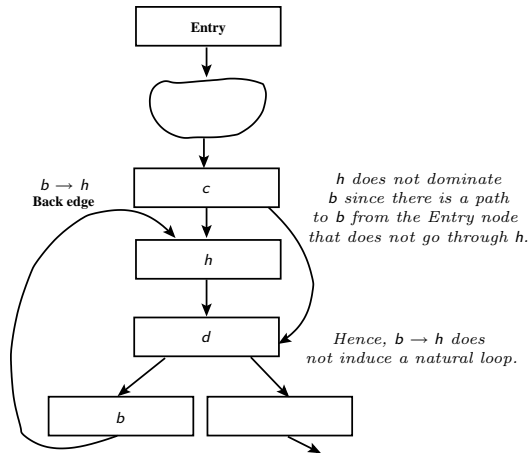 Entry
c
b → h
Back edge
h does not dominate
b since there is a path
to b from the Entry node
that does not go through h.
h
d
Hence, b → h does
not induce a natural loop.
b